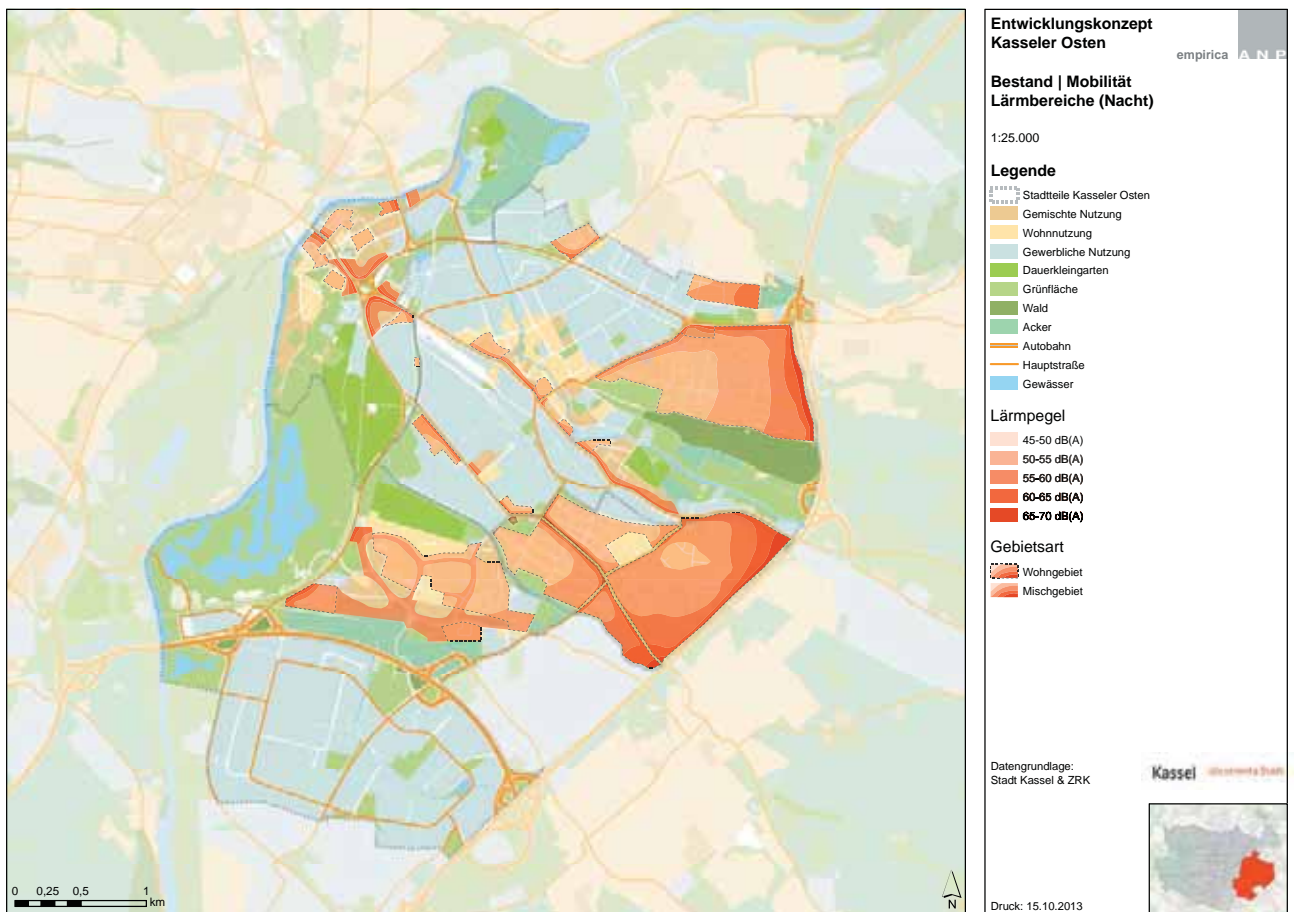 Entwicklungskonzept
Kasseler Osten
empirica
ANP
Bestand | Mobilität
Lärmbereiche (Nacht)
1:25.000
Legende
Stadtteile Kasseler Osten
Gemischte Nutzung
Wohnnutzung
Gewerbliche Nutzung
Dauerkleingarten
Grünfläche
Wald
Acker
Autobahn
Hauptstraße
Gewässer
Lärmpegel
45-50 dB(A)
50-55 dB(A)
55-60 dB(A)
60-65 dB(A)
65-70 dB(A)
Gebietsart
Wohngebiet
Mischgebiet
Datengrundlage:
Stadt Kassel & ZRK
Kassel documenta Stadt
Druck: 15.10.2013
0 0,25 0,5 1
km
N